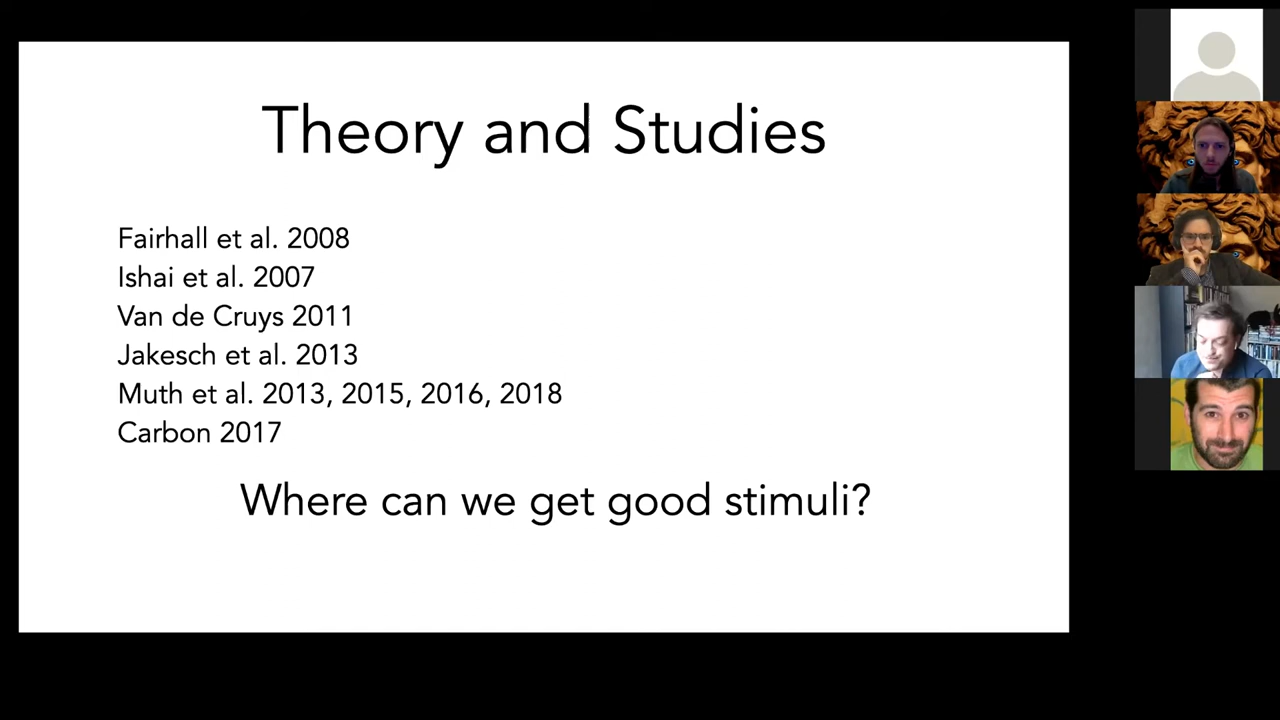 Theory and Studies
Fairhall et al. 2008
Ishai et al. 2007
Van de Cruys 2011
Jakesch et al. 2013
Muth et al. 2013, 2015, 2016, 2018
Carbon 2017
Where can we get good stimuli?